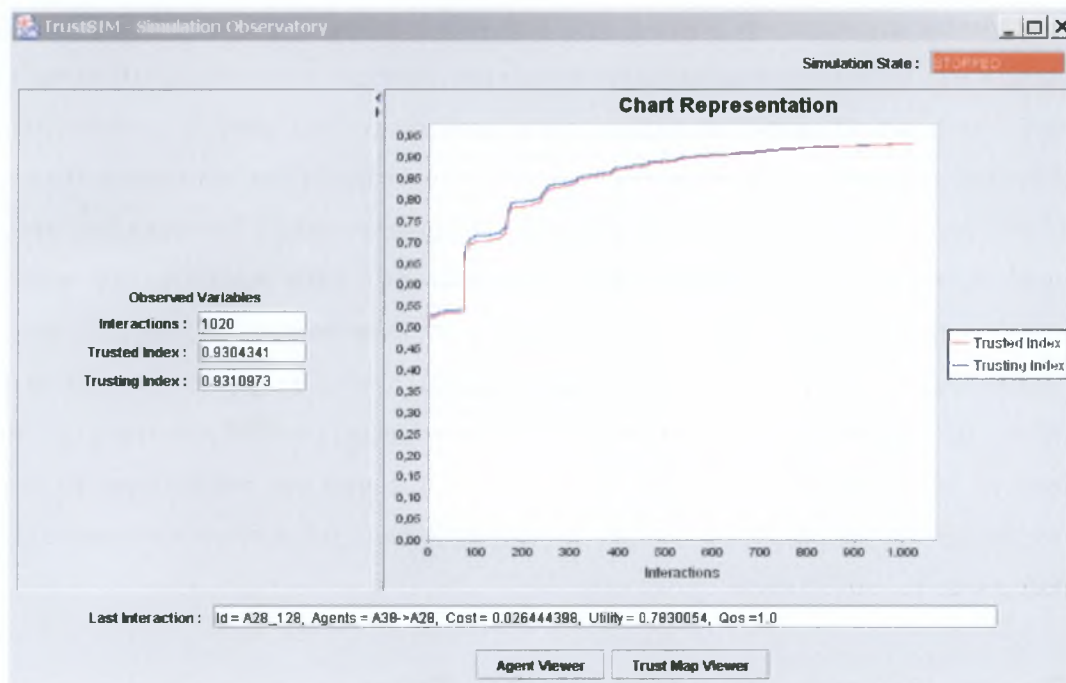 TrustSIM - Simulation Observatory
Simulation State :
STOPPED
Chart Representation
0,95
0,90
0,85
0,80
0,75
0,70
0,65
0,60
0,55
0,50
0,45
0,40
0,35
0,30
0,25
0,20
0,15
0,10
0,05
0,00
0
100
200
300
400
500
600
700
800
900
1.000
Interactions
Trusted Index
Trusting Index
Observed Variables
Interactions :
1020
Trusted Index :
0.9304341
Trusting Index :
0.9310973
Last Interaction :
Id = A28_128, Agents = A38->A28, Cost = 0.026444398, Utility = 0.7830054, Qos =1.0
Agent Viewer
Trust Map Viewer